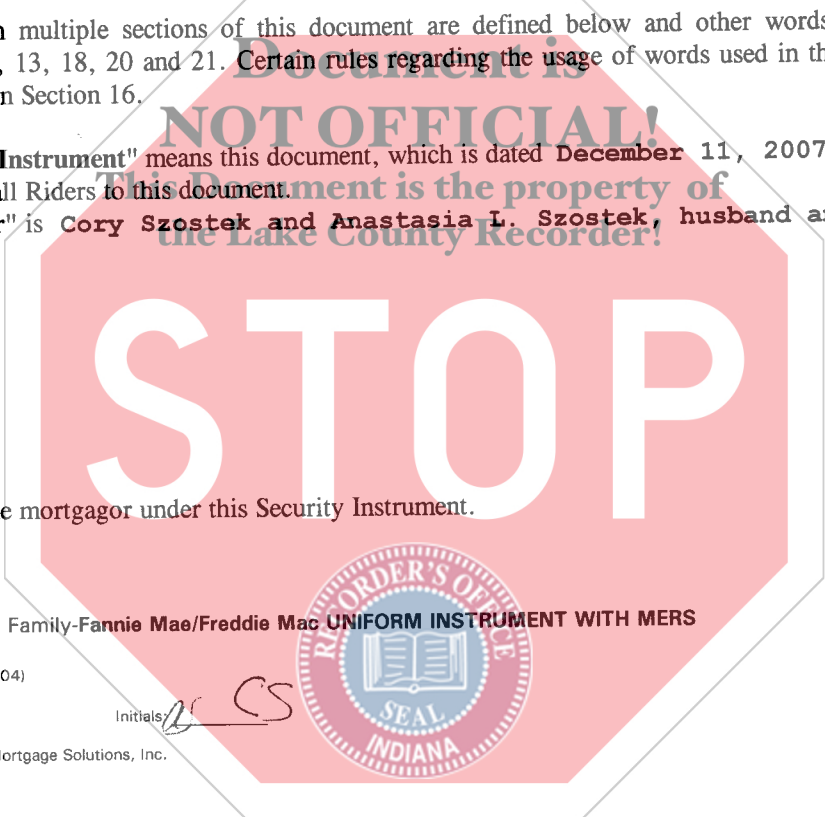 multiple sections of this document are defined below and other words
, 13, 18, 20 and 21. Certain rules regarding the usage of words used in th
n Section 16.
Document is
NOT OFFICIAL!
This Document is the property of
the Lake County Recorder!
Instrument" means this document, which is dated December 11, 2007
ll Riders to this document.
r" is Cory Szostek and Anastasia L. Szostek, husband a
STOP
e mortgagor under this Security Instrument.
Family-Fannie Mae/Freddie Mac UNIFORM INSTRUMENT WITH MERS
04)
Initials: CS
ortgage Solutions, Inc.
RECORDER'S OFFICE
SEAL
INDIANA